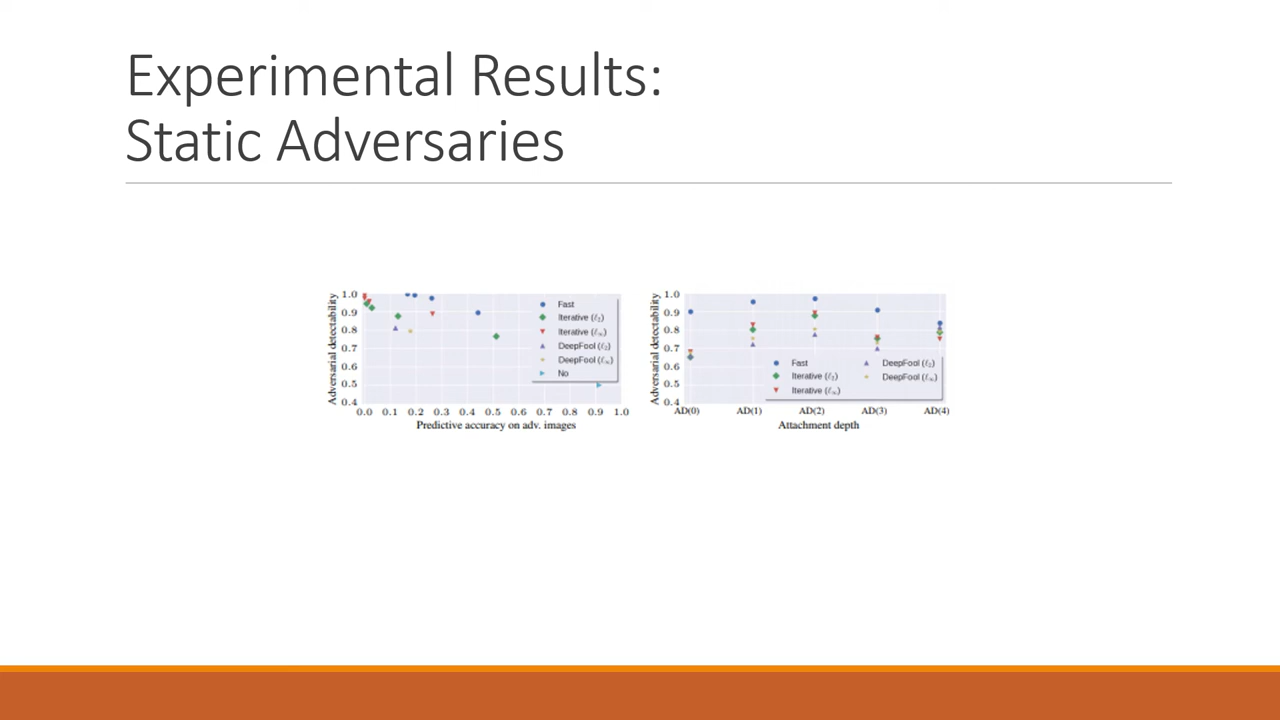 Experimental Results:
Static Adversaries
Adversarial detectability
1.0
0.9
0.8
0.7
0.6
0.5
0.4
0.0 0.1 0.2 0.3 0.4 0.5 0.6 0.7 0.8 0.9 1.0
Predictive accuracy on adv. images
Fast
Iterative (ℓ₂)
Iterative (ℓ∞)
DeepFool (ℓ₂)
DeepFool (ℓ∞)
No
Adversarial detectability
1.0
0.9
0.8
0.7
0.6
0.5
0.4
AD(0) AD(1) AD(2) AD(3) AD(4)
Attachment depth
Fast
Iterative (ℓ₂)
Iterative (ℓ∞)
DeepFool (ℓ₂)
DeepFool (ℓ∞)